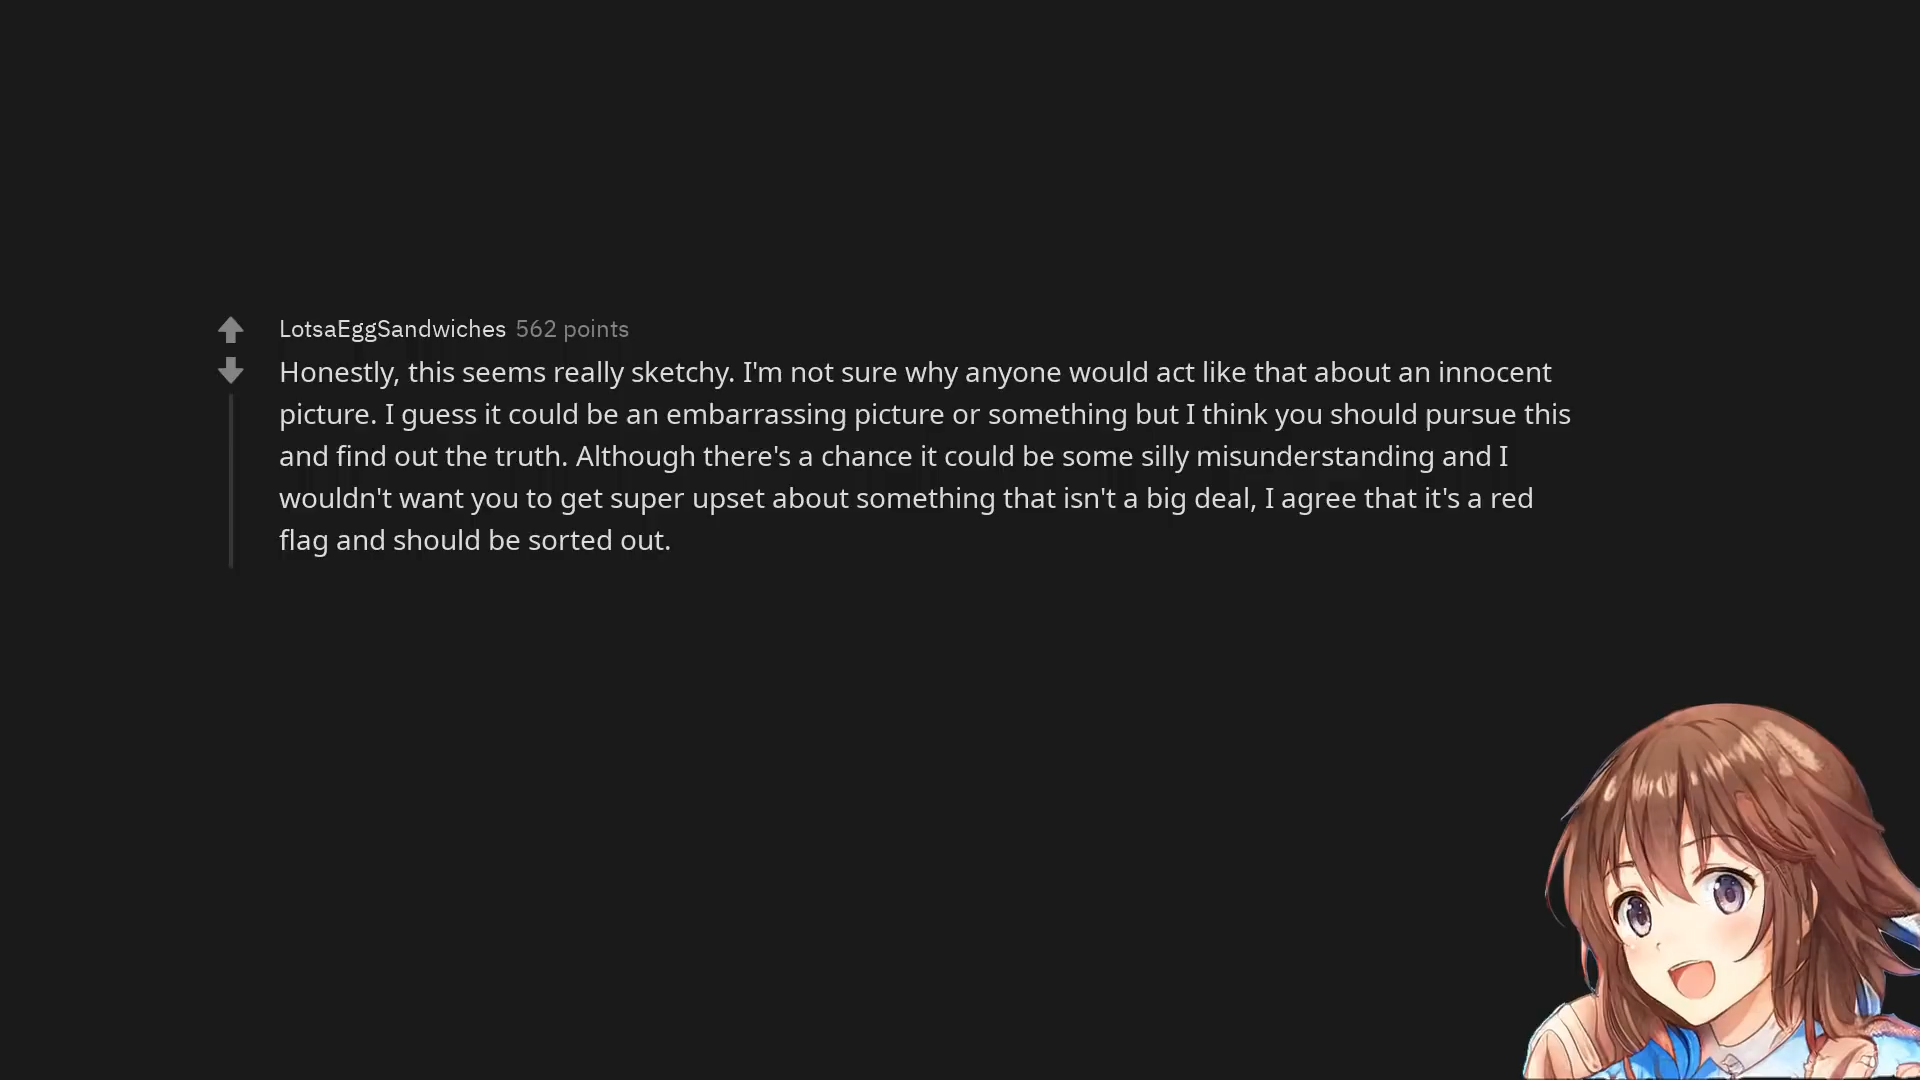 LotsaEggSandwiches 562 points
Honestly, this seems really sketchy. I'm not sure why anyone would act like that about an innocent
picture. I guess it could be an embarrassing picture or something but I think you should pursue this
and find out the truth. Although there's a chance it could be some silly misunderstanding and I
wouldn't want you to get super upset about something that isn't a big deal, I agree that it's a red
flag and should be sorted out.